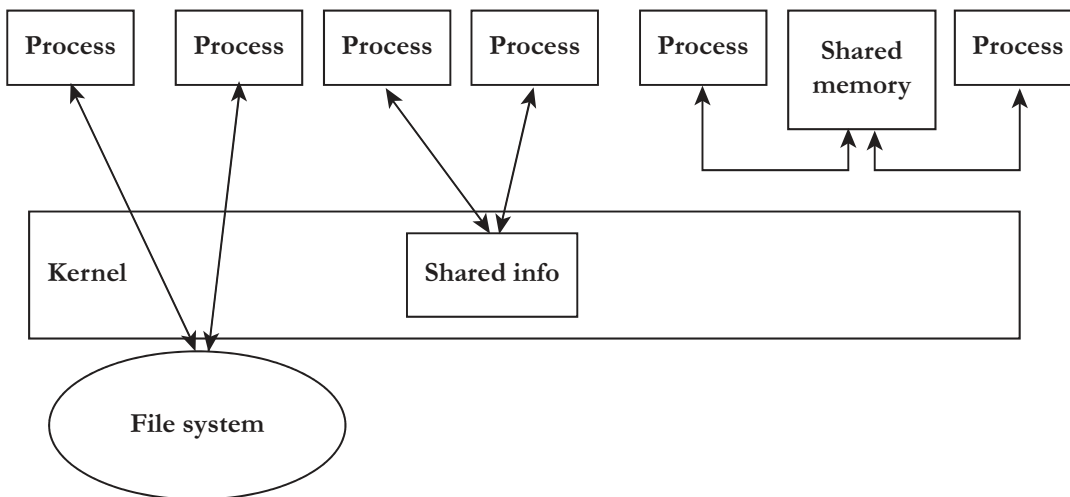 Process
Process
Process
Process
Process
Shared
memory
Process
Kernel
Shared info
File system